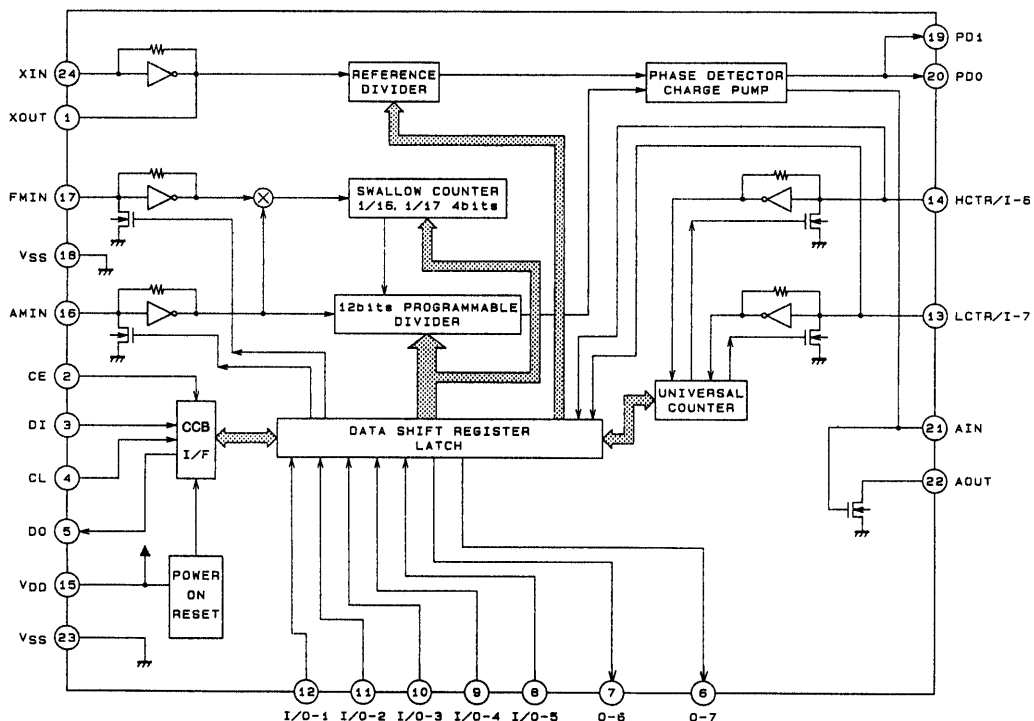 XIN 24
XOUT 1
FMIN 17
VSS 18
AMIN 16
CE 2
DI 3
CL 4
DO 5
VDD 15
VSS 23
REFERENCE
DIVIDER
PHASE DETECTOR
CHARGE PUMP
19 PD1
20 PD0
SWALLOW COUNTER
1/16, 1/17 4bits
12bits PROGRAMMABLE
DIVIDER
14 HCTR/I-6
13 LCTR/I-7
UNIVERSAL
COUNTER
CCB
I/F
DATA SHIFT REGISTER
LATCH
21 AIN
22 AOUT
POWER
ON
RESET
12 11 10 9 8 7 6
I/O-1 I/O-2 I/O-3 I/O-4 I/O-5 O-6 O-7